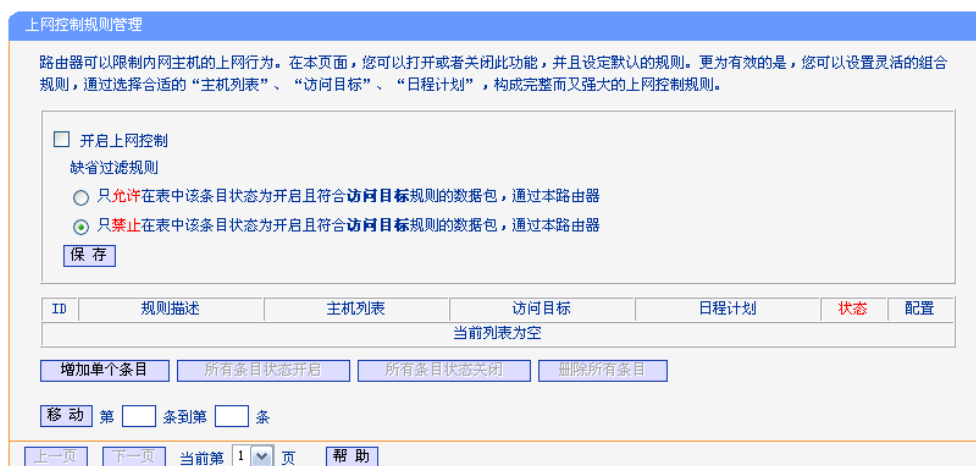 上网控制规则管理
路由器可以限制内网主机的上网行为。在本页面，您可以打开或者关闭此功能，并且设定默认的规则。更为有效的是，您可以设置灵活的组合
规则，通过选择合适的“主机列表”、“访问目标”、“日程计划”，构成完整而又强大的上网控制规则。
开启上网控制
缺省过滤规则
只允许在表中该条目状态为开启且符合访问目标规则的数据包，通过本路由器
只禁止在表中该条目状态为开启且符合访问目标规则的数据包，通过本路由器
保 存
ID 规则描述 主机列表 访问目标 日程计划 状态 配置
当前列表为空
增加单个条目 所有条目状态开启 所有条目状态关闭 删除所有条目
移 动 第 条到第 条
上一页 下一页 当前第 1 页 帮 助